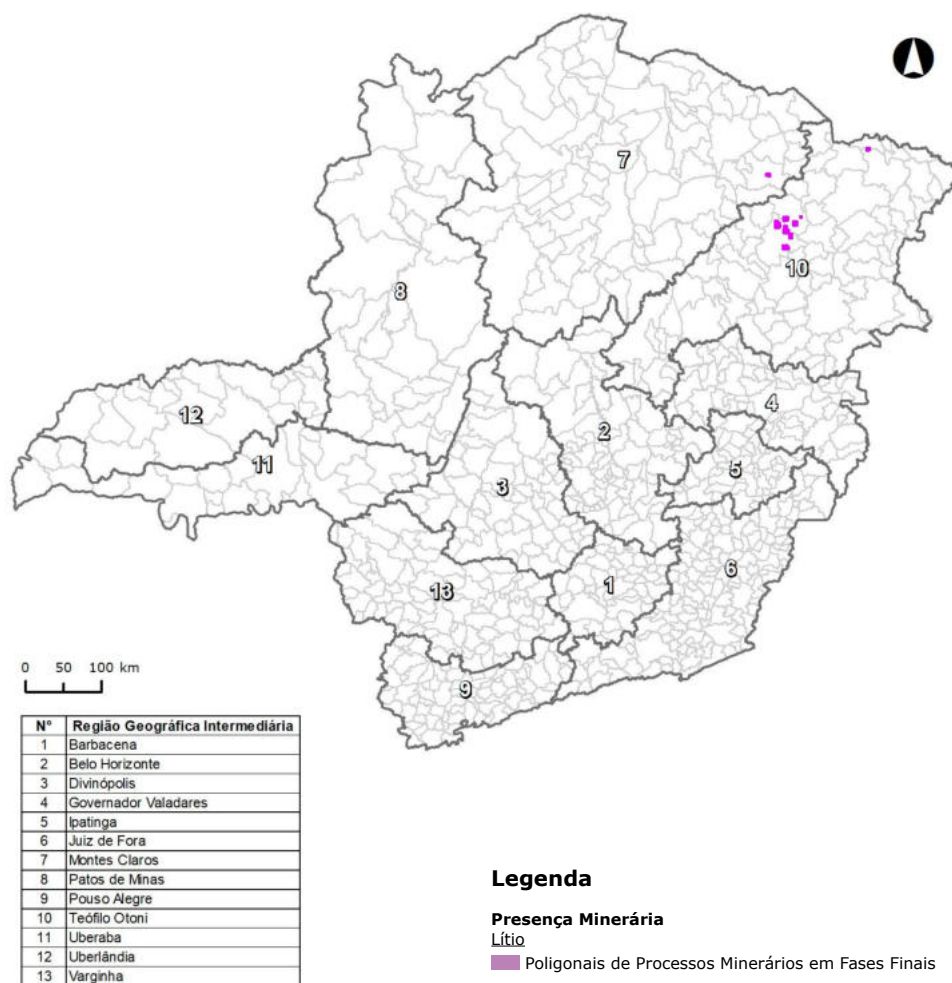 7
10
8
4
12
2
11
5
3
6
1
13
9
0 50 100 km
Nº Região Geográfica Intermediária
1 Barbacena
2 Belo Horizonte
3 Divinópolis
4 Governador Valadares
5 Ipatinga
6 Juiz de Fora
7 Montes Claros
8 Patos de Minas
9 Pouso Alegre
10 Teófilo Otoni
11 Uberaba
12 Uberlândia
13 Varginha
Legenda
Presença Minerária
Lítio
Poligonais de Processos Minerários em Fases Finais